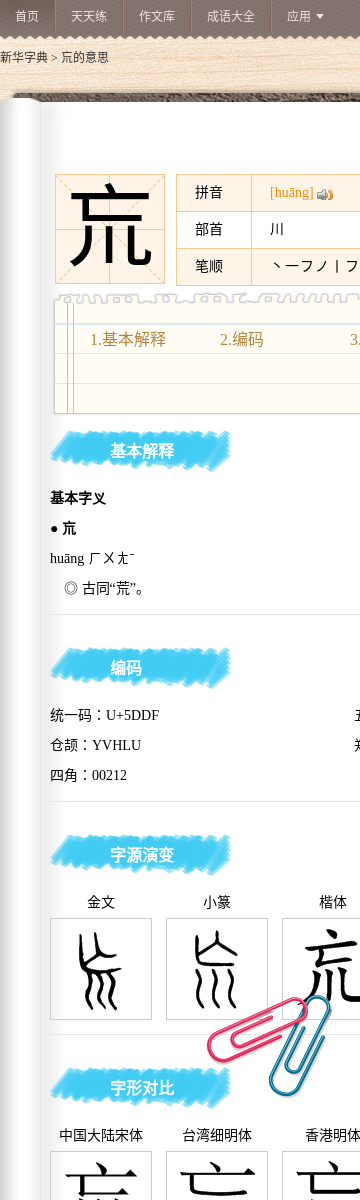 首页 天天练 作文库 成语大全 应用
新华字典 > 巟的意思
巟
拼音 [huāng]
部首 川
笔顺 丶一フノ丨フ
1.基本解释 2.编码 3.
基本解释
基本字义
● 巟
huāng ㄏㄨㄤˉ
◎ 古同“荒”。
编码
统一码：U+5DDF
仓颉：YVHLU
四角：00212
字源演变
金文 小篆 楷体
巟 巟 巟
字形对比
中国大陆宋体 台湾细明体 香港明体